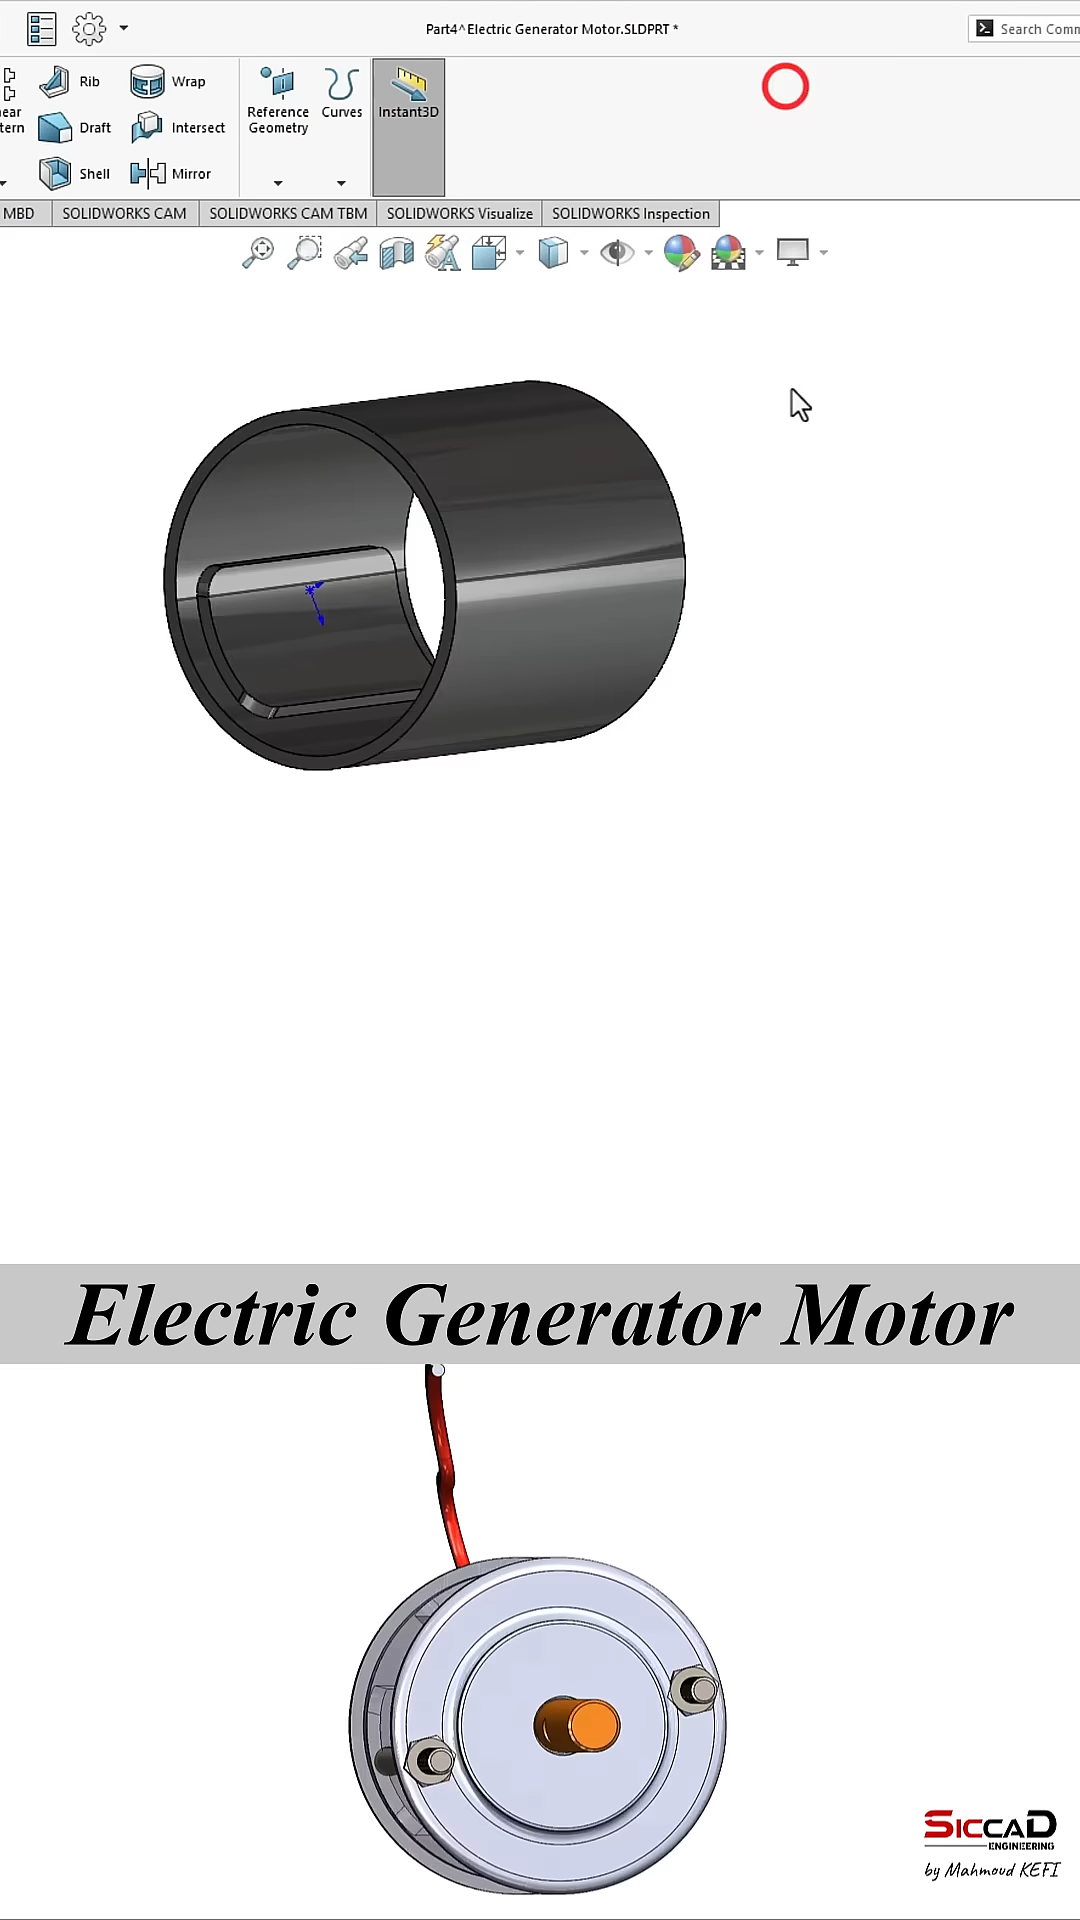 Part4^Electric Generator Motor.SLDPRT *
Search Comm
Rib
Wrap
Reference Geometry
Curves
Instant3D
near
tern
Draft
Intersect
Shell
Mirror
MBD
SOLIDWORKS CAM
SOLIDWORKS CAM TBM
SOLIDWORKS Visualize
SOLIDWORKS Inspection
Electric Generator Motor
SICCAD
ENGINEERING
by Mahmoud KEFI